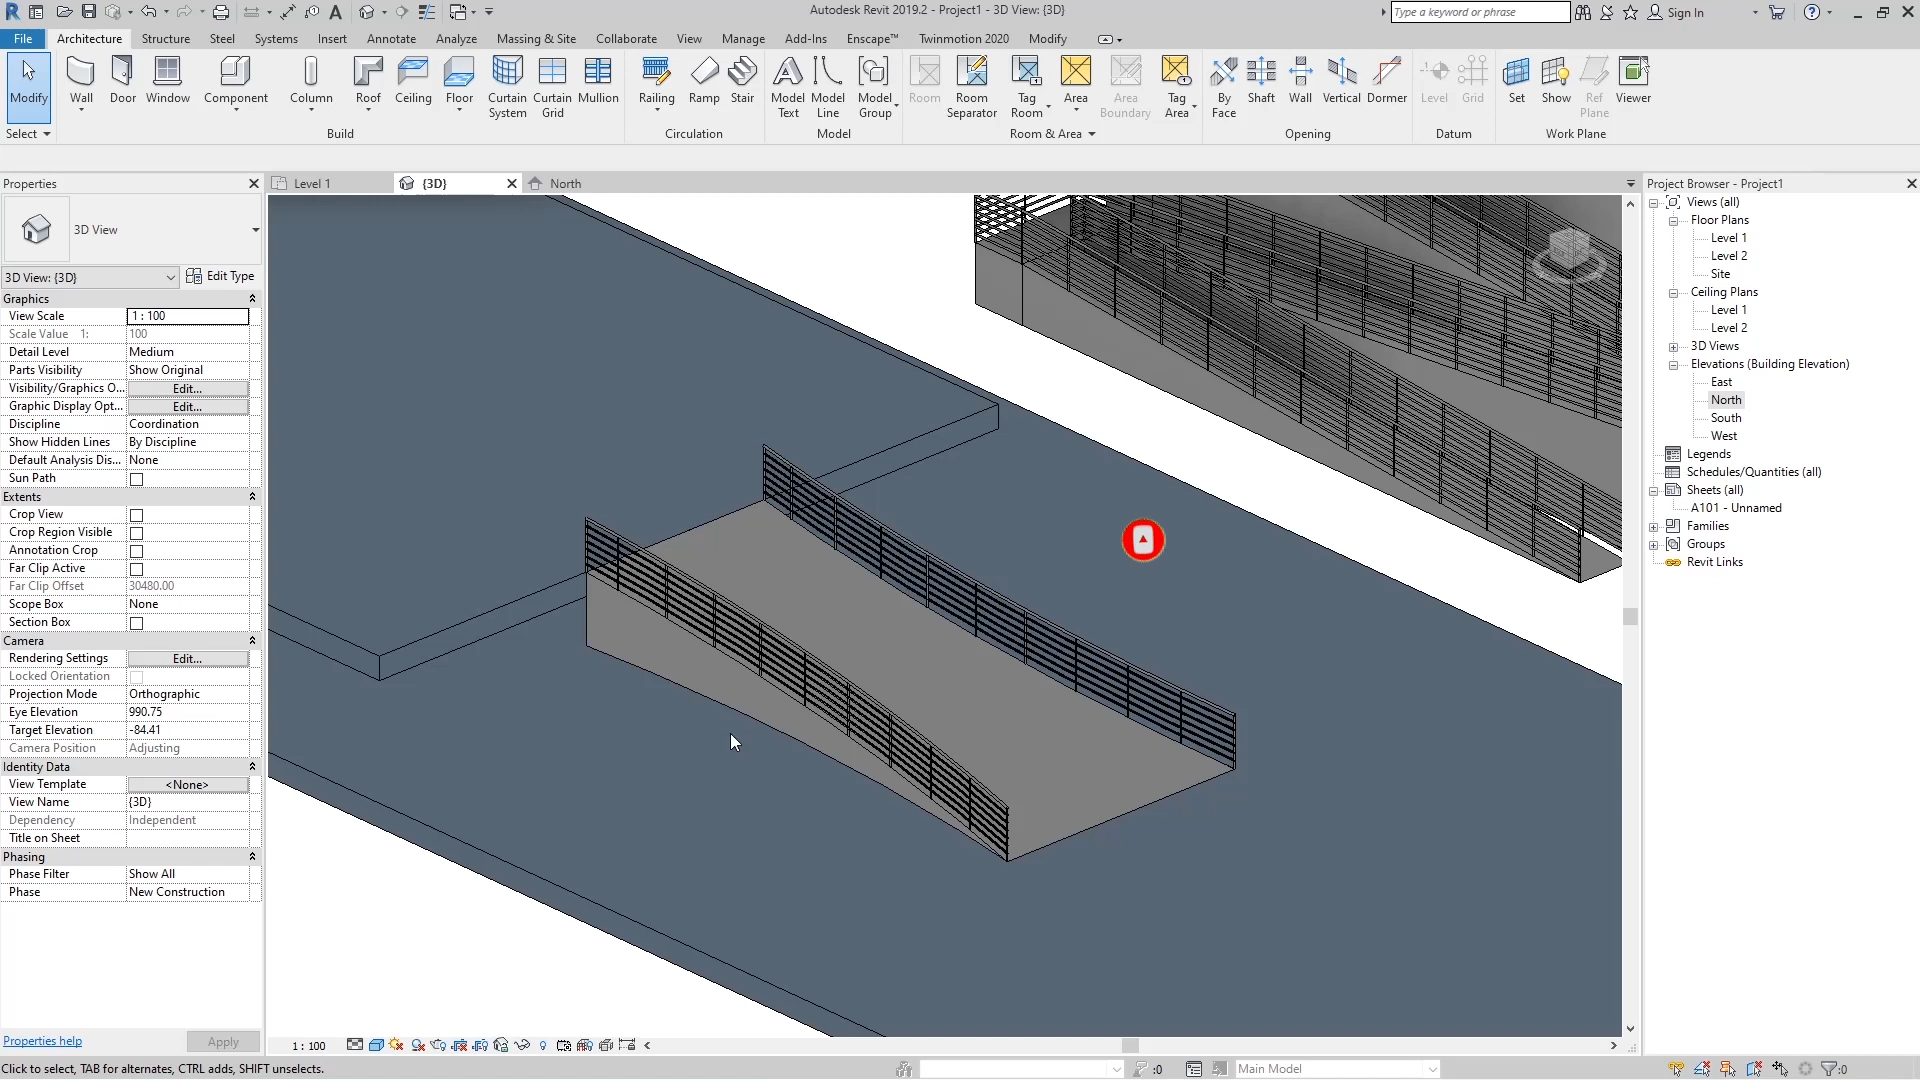 Autodesk Revit 2019.2 - Project1 - 3D View: {3D}
Type a keyword or phrase
Sign In
File Architecture Structure Steel Systems Insert Annotate Analyze Massing & Site Collaborate View Manage Add-Ins Enscape™ Twinmotion 2020 Modify
Modify Wall Door Window Component Column Roof Ceiling Floor Curtain System Curtain Grid Mullion Railing Ramp Stair Model Text Model Line Model Group Room Room Separator Tag Room Area Area Boundary Tag Area By Face Shaft Wall Vertical Dormer Level Grid Set Show Ref Plane Viewer
Select Build Circulation Model Room & Area Opening Datum Work Plane
Properties
Level 1 {3D} North
Project Browser - Project1
3D View
3D View: {3D} Edit Type
Graphics
View Scale 1 : 100
Scale Value 1: 100
Detail Level Medium
Parts Visibility Show Original
Visibility/Graphics O... Edit...
Graphic Display Opt... Edit...
Discipline Coordination
Show Hidden Lines By Discipline
Default Analysis Dis... None
Sun Path
Extents
Crop View
Crop Region Visible
Annotation Crop
Far Clip Active
Far Clip Offset 30480.00
Scope Box None
Section Box
Camera
Rendering Settings Edit...
Locked Orientation
Projection Mode Orthographic
Eye Elevation 990.75
Target Elevation -84.41
Camera Position Adjusting
Identity Data
View Template <None>
View Name {3D}
Dependency Independent
Title on Sheet
Phasing
Phase Filter Show All
Phase New Construction
Properties help Apply
Views (all)
Floor Plans
Level 1
Level 2
Site
Ceiling Plans
Level 1
Level 2
3D Views
Elevations (Building Elevation)
East
North
South
West
Legends
Schedules/Quantities (all)
Sheets (all)
A101 - Unnamed
Families
Groups
Revit Links
1 : 100
Click to select, TAB for alternates, CTRL adds, SHIFT unselects.
:0
Main Model
:0